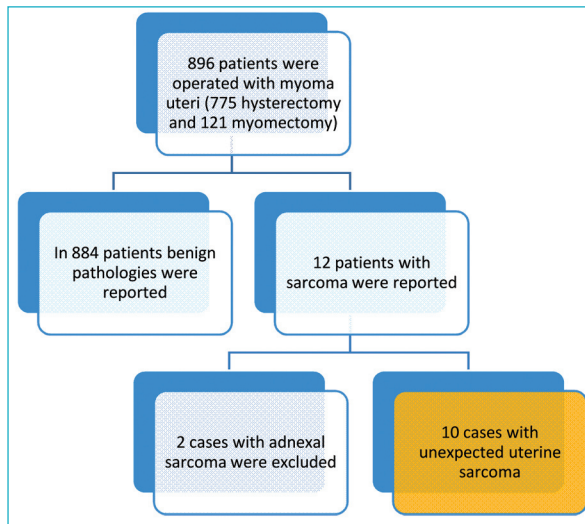 896 patients were
operated with myoma
uteri (775 hysterectomy
and 121 myomectomy)
In 884 patients benign
pathologies were
reported
12 patients with
sarcoma were reported
2 cases with adnexal
sarcoma were excluded
10 cases with
unexpected uterine
sarcoma